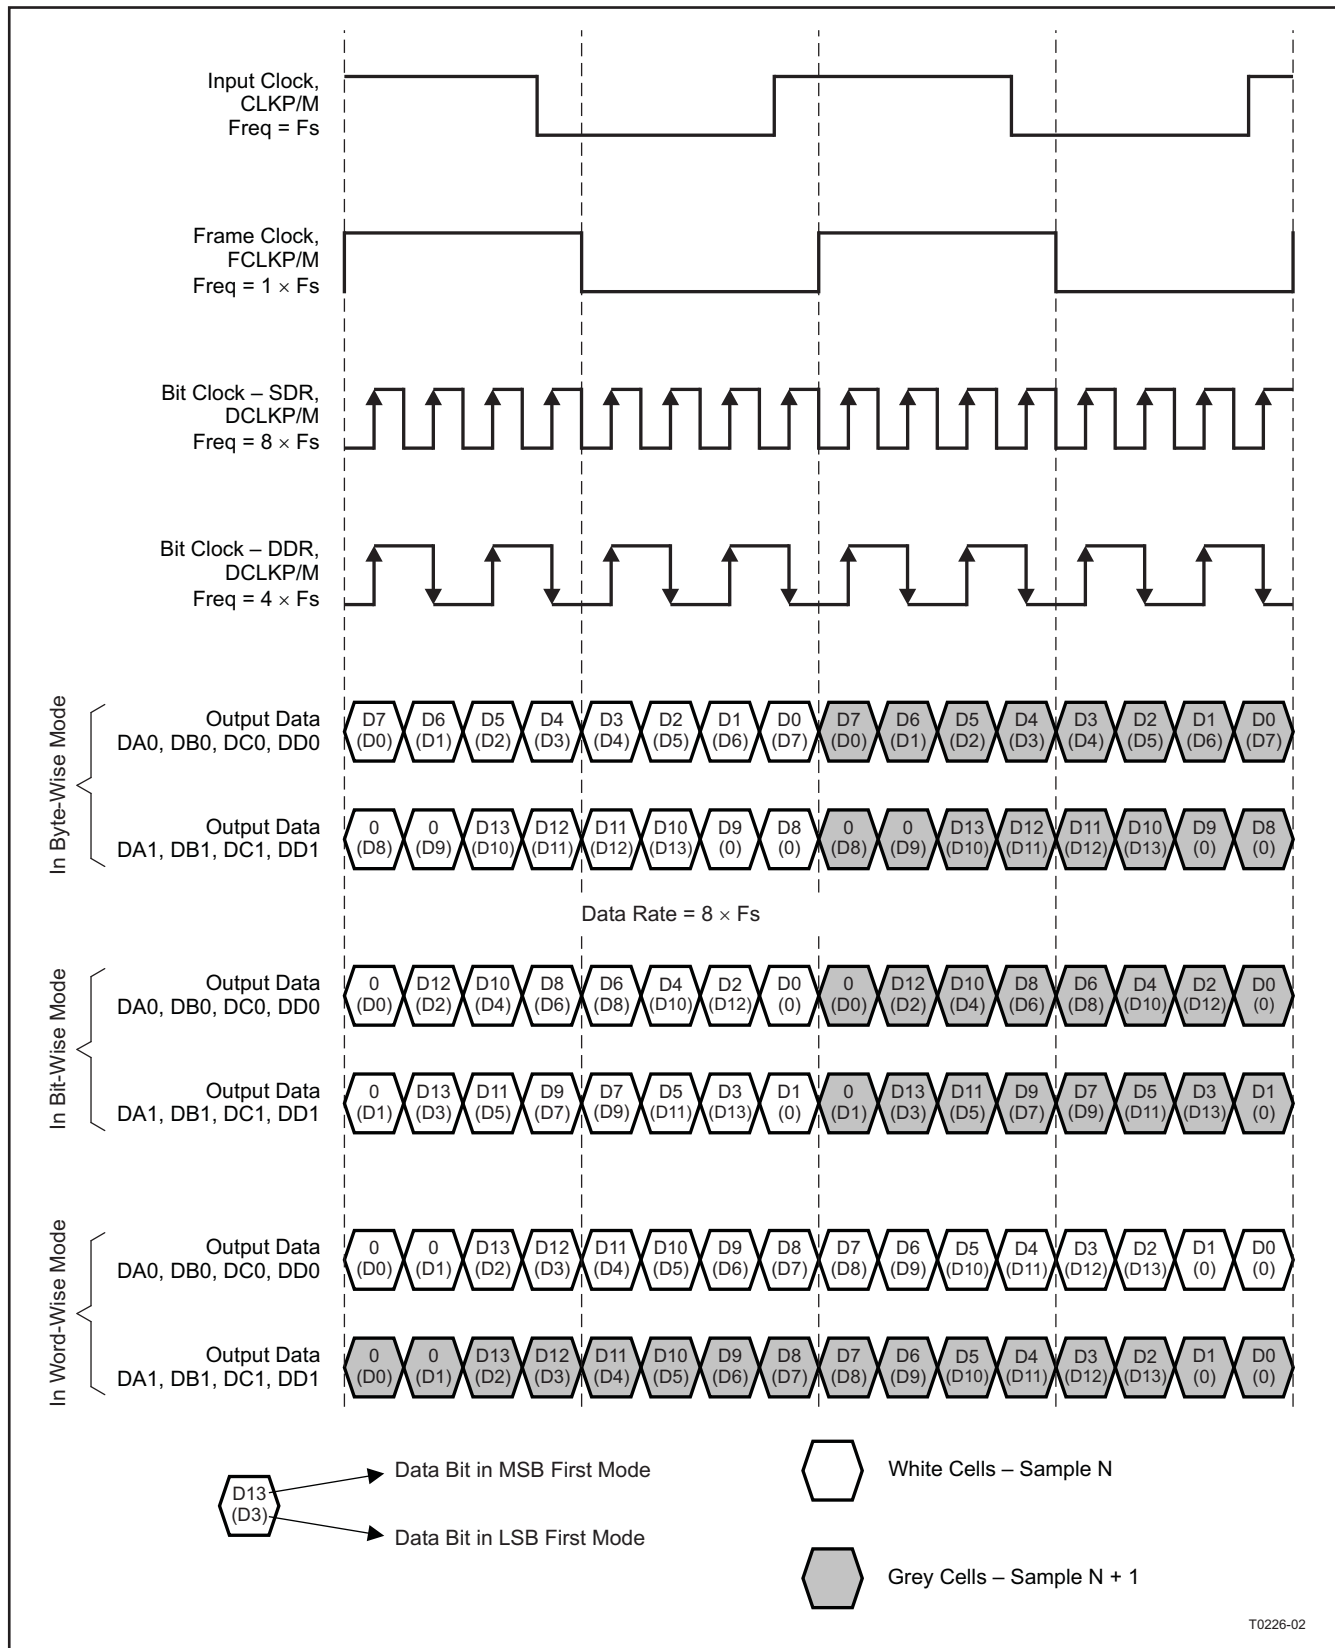 Input Clock,
CLKP/M
Freq = Fs
Frame Clock,
FCLKP/M
Freq = 1 × Fs
Bit Clock – SDR,
DCLKP/M
Freq = 8 × Fs
Bit Clock – DDR,
DCLKP/M
Freq = 4 × Fs
In Byte-Wise Mode
Output Data
DA0, DB0, DC0, DD0
D7 D6 D5 D4 D3 D2 D1 D0 D7 D6 D5 D4 D3 D2 D1 D0
(D0) (D1) (D2) (D3) (D4) (D5) (D6) (D7) (D0) (D1) (D2) (D3) (D4) (D5) (D6) (D7)
Output Data
DA1, DB1, DC1, DD1
0 0 D13 D12 D11 D10 D9 D8 0 0 D13 D12 D11 D10 D9 D8
(D8) (D9) (D10) (D11) (D12) (D13) (0) (0) (D8) (D9) (D10) (D11) (D12) (D13) (0) (0)
Data Rate = 8 × Fs
In Bit-Wise Mode
Output Data
DA0, DB0, DC0, DD0
0 D12 D10 D8 D6 D4 D2 D0 0 D12 D10 D8 D6 D4 D2 D0
(D0) (D2) (D4) (D6) (D8) (D10) (D12) (0) (D0) (D2) (D4) (D6) (D8) (D10) (D12) (0)
Output Data
DA1, DB1, DC1, DD1
0 D13 D11 D9 D7 D5 D3 D1 0 D13 D11 D9 D7 D5 D3 D1
(D1) (D3) (D5) (D7) (D9) (D11) (D13) (0) (D1) (D3) (D5) (D7) (D9) (D11) (D13) (0)
In Word-Wise Mode
Output Data
DA0, DB0, DC0, DD0
0 0 D13 D12 D11 D10 D9 D8 D7 D6 D5 D4 D3 D2 D1 D0
(D0) (D1) (D2) (D3) (D4) (D5) (D6) (D7) (D8) (D9) (D10) (D11) (D12) (D13) (0) (0)
Output Data
DA1, DB1, DC1, DD1
0 0 D13 D12 D11 D10 D9 D8 D7 D6 D5 D4 D3 D2 D1 D0
(D0) (D1) (D2) (D3) (D4) (D5) (D6) (D7) (D8) (D9) (D10) (D11) (D12) (D13) (0) (0)
D13
(D3)
Data Bit in MSB First Mode
Data Bit in LSB First Mode
White Cells – Sample N
Grey Cells – Sample N + 1
T0226-02